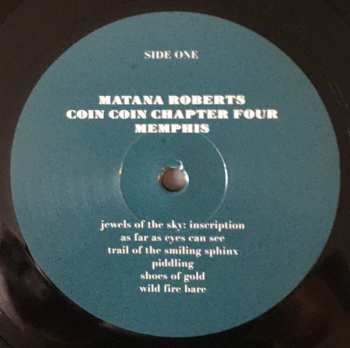 SIDE ONE
MATANA ROBERTS
COIN COIN CHAPTER FOUR
MEMPHIS
jewels of the sky: inscription
as far as eyes can see
trail of the smiling sphinx
piddling
shoes of gold
wild fire bare